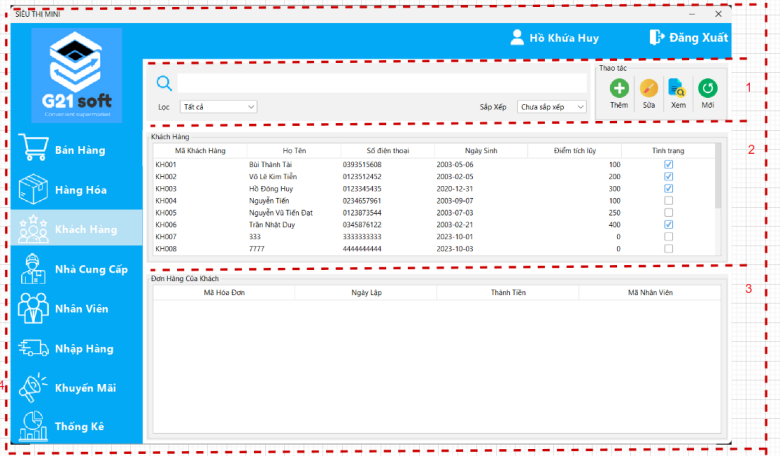 SIÊU THỊ MINI
Hồ Khứa Huy
Đăng Xuất
G21 soft
Convenient supermarked
Thao tác
Lọc
Tất cả
Sắp Xếp
Chưa sắp xếp
Thêm
Sửa
Xem
Mới
1
Bán Hàng
Hàng Hóa
Khách Hàng
Nhà Cung Cấp
Nhân Viên
Nhập Hàng
Khuyến Mãi
Thống Kê
4
Khách Hàng
2
Mã Khách Hàng Họ Tên Số điện thoại Ngày Sinh Điểm tích lũy Tình trạng
KH001 Bùi Thành Tài 0393515608 2003-05-06 100
KH002 Võ Lê Kim Tiễn 0123512452 2003-02-05 200
KH003 Hồ Đông Huy 0123345435 2020-12-31 300
KH004 Nguyễn Tiến 0234657961 2003-09-07 100
KH005 Nguyễn Vũ Tiến Đạt 0123873544 2003-07-03 250
KH006 Trần Nhật Duy 0345876122 2003-02-21 400
KH007 333 3333333333 2023-10-01 0
KH008 7777 4444444444 2023-10-03 0
Đơn Hàng Của Khách
3
Mã Hóa Đơn Ngày Lập Thành Tiền Mã Nhân Viên